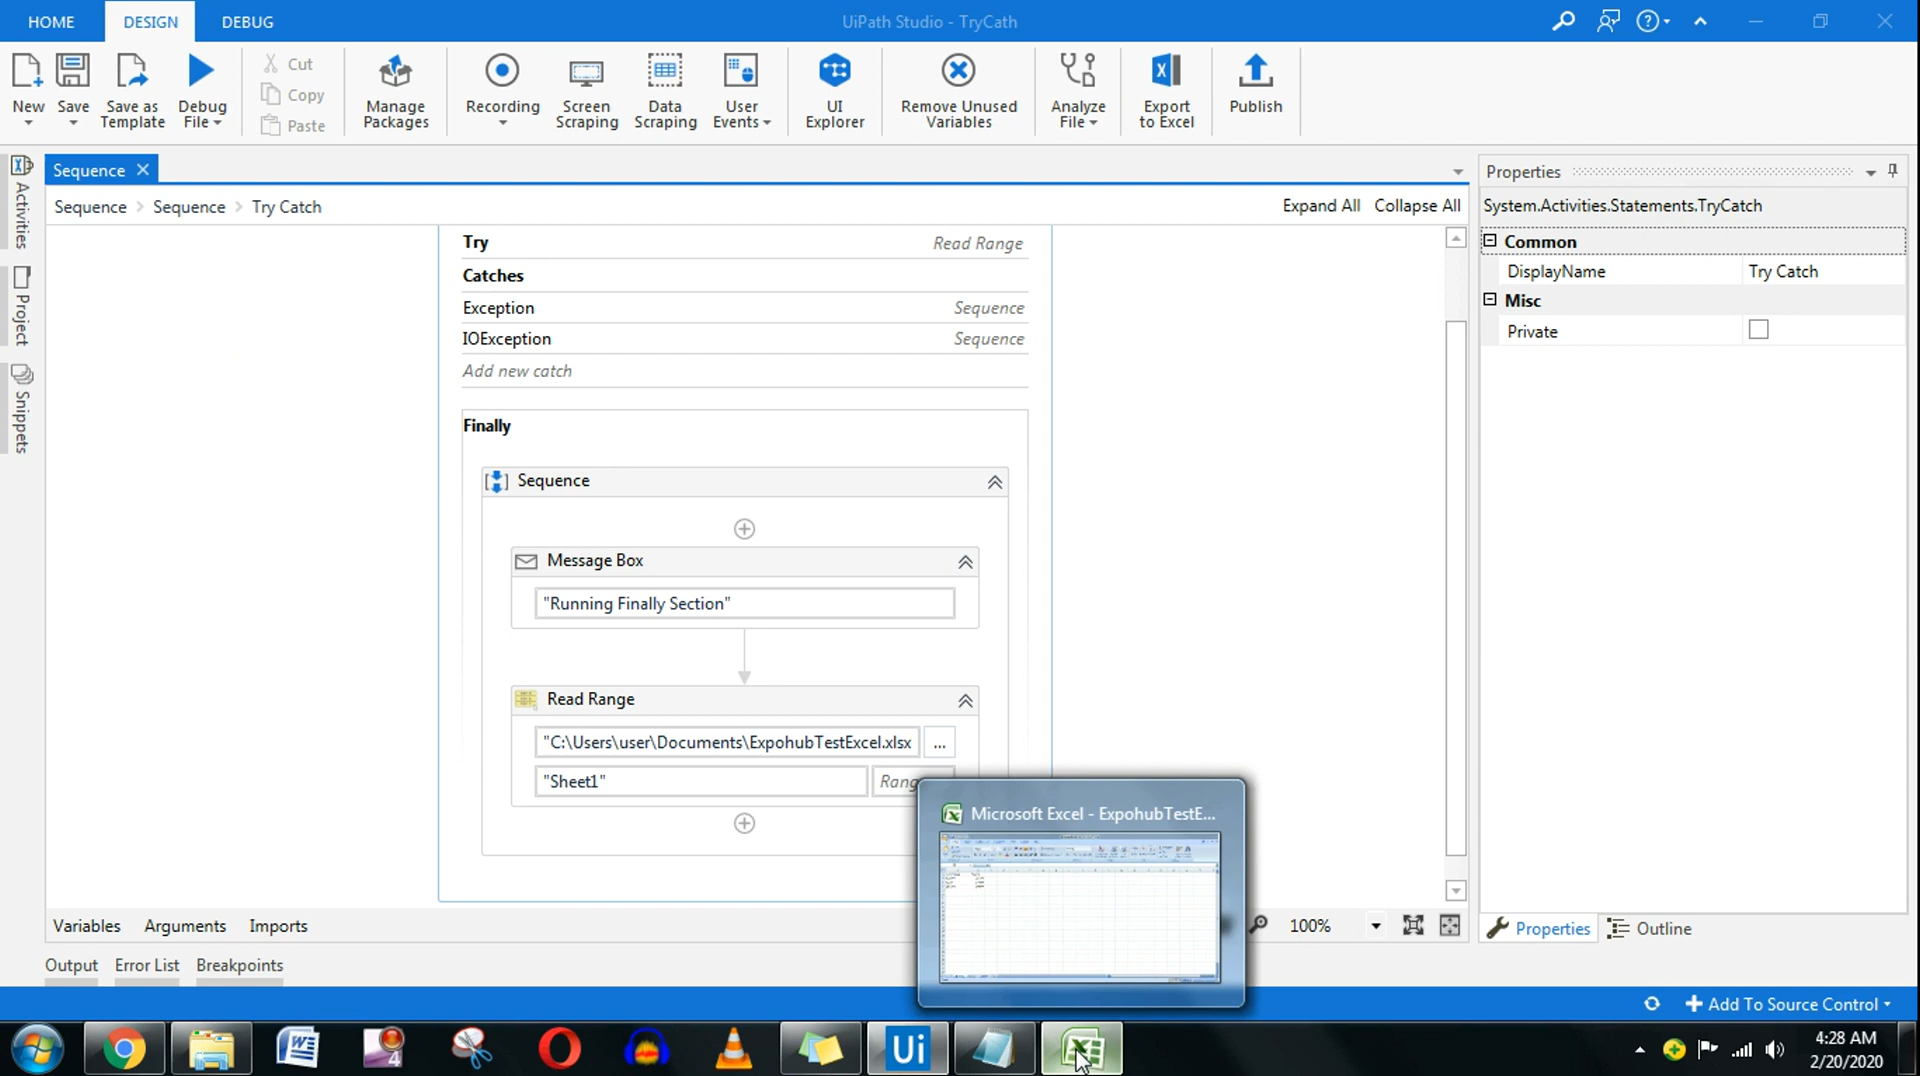 HOME DESIGN DEBUG UiPath Studio - TryCath
New Save Save as Template Debug File Cut Copy Paste Manage Packages Recording Screen Scraping Data Scraping User Events UI Explorer Remove Unused Variables Analyze File Export to Excel Publish
Sequence
Properties
Sequence > Sequence > Try Catch
Expand All Collapse All
System.Activities.Statements.TryCatch
Activities
Project
Snippets
Try Read Range
Catches
Exception Sequence
IOException Sequence
Add new catch
Common
DisplayName Try Catch
Misc
Private
Finally
Sequence
Message Box
"Running Finally Section"
Read Range
"C:\Users\user\Documents\ExpohubTestExcel.xlsx ...
"Sheet1"
Microsoft Excel - ExpohubTestE...
Variables Arguments Imports
100%
Properties Outline
Output Error List Breakpoints
Add To Source Control
Ui
4
4:28 AM
2/20/2020